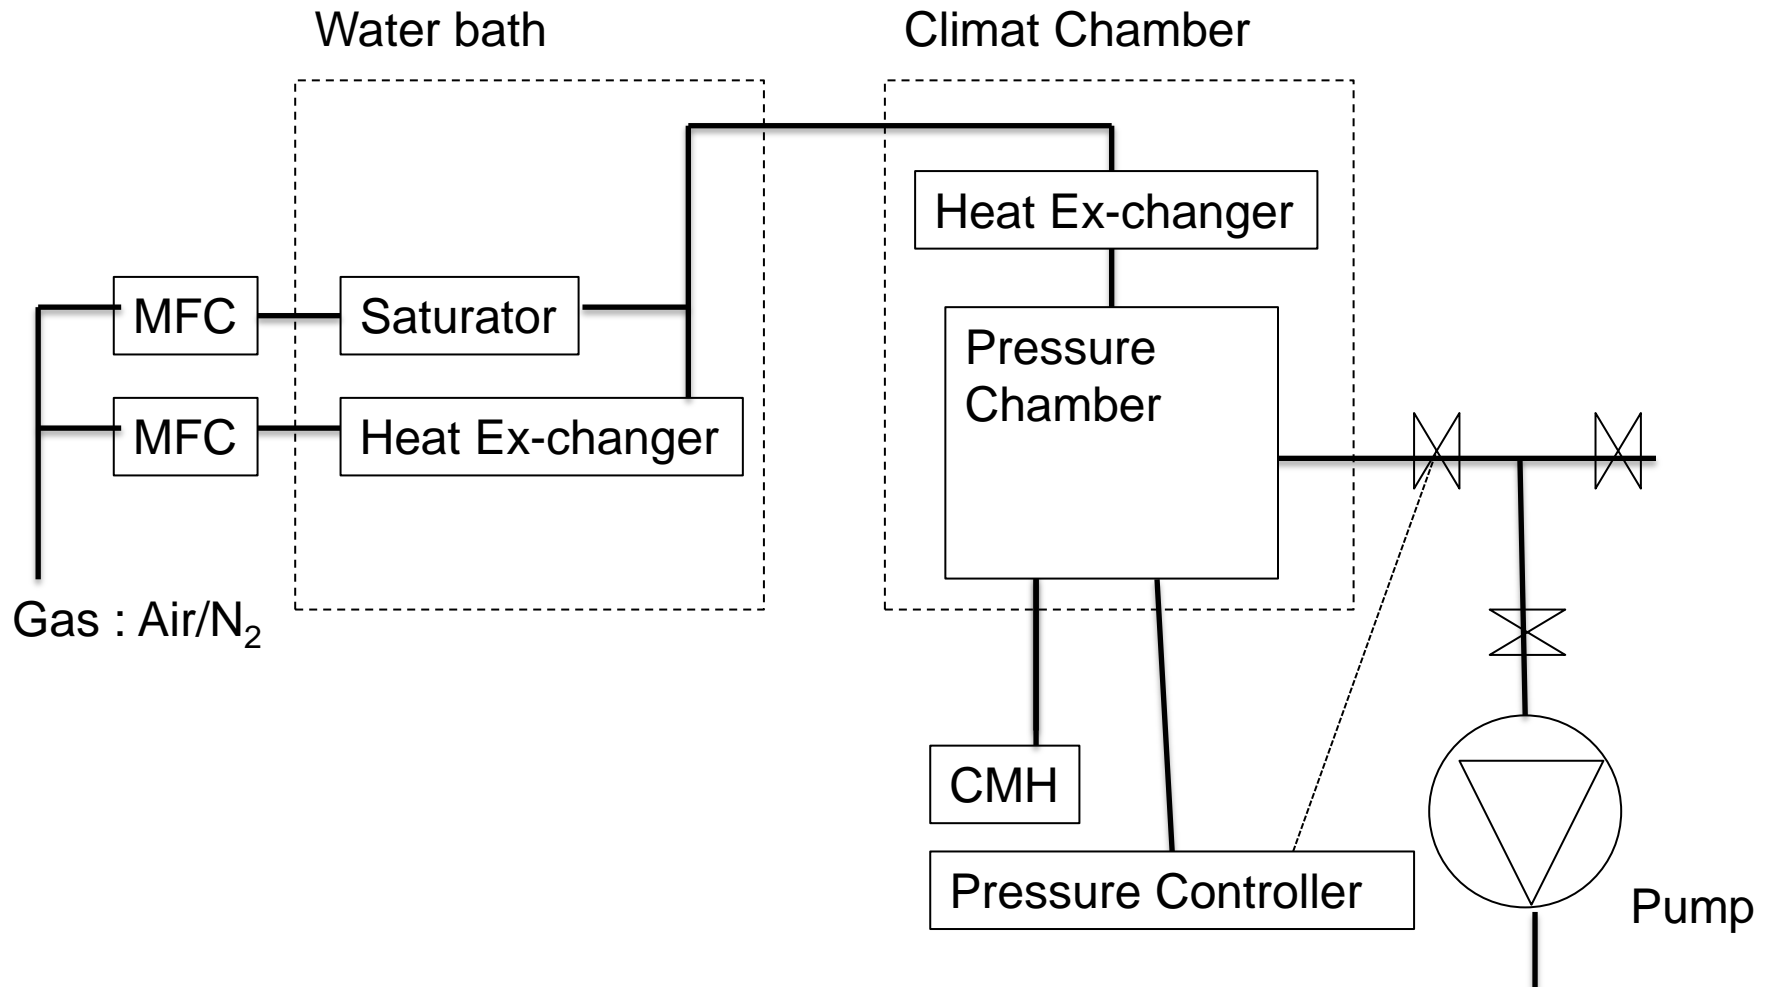 Water bath
Climat Chamber
Heat Ex-changer
MFC
Saturator
Pressure
Chamber
MFC
Heat Ex-changer
Gas : Air/N₂
CMH
Pressure Controller
Pump